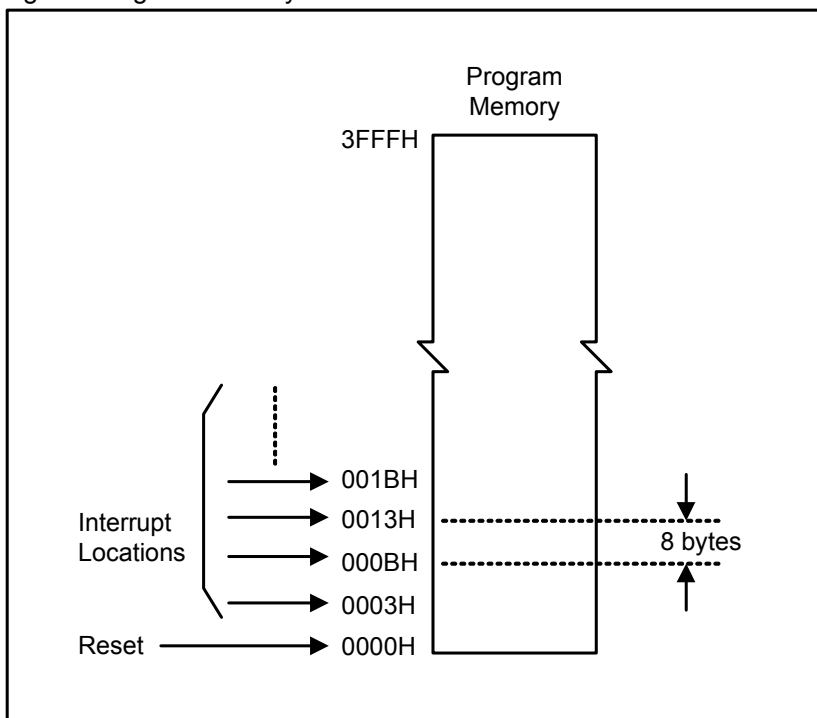 Program
Memory
3FFFH
001BH
0013H
Interrupt
Locations
8 bytes
000BH
0003H
Reset
0000H